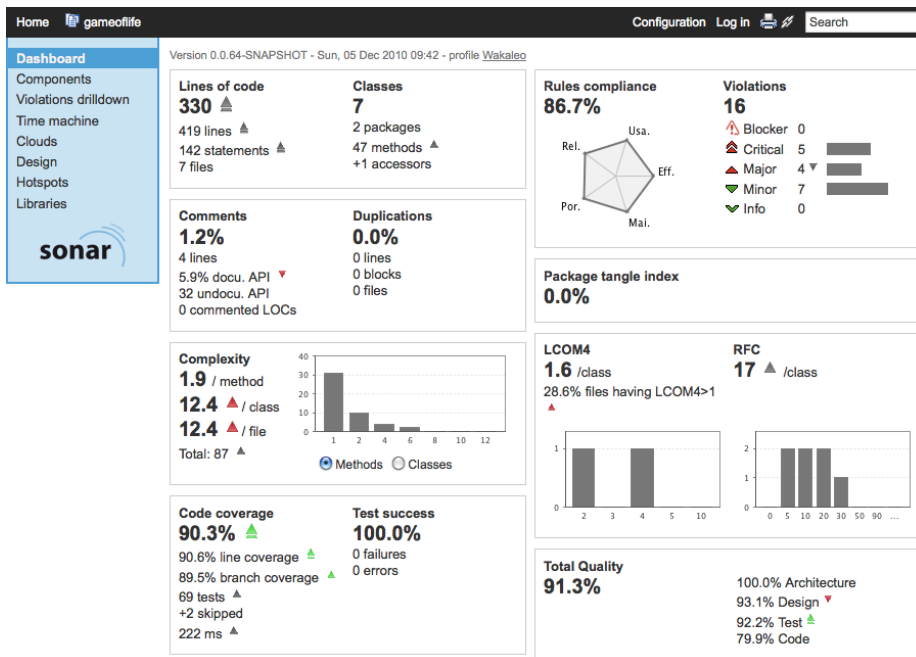 Home gameoflife Configuration Log in Search
Dashboard
Components
Violations drilldown
Time machine
Clouds
Design
Hotspots
Libraries
sonar
Version 0.0.64-SNAPSHOT - Sun, 05 Dec 2010 09:42 - profile Wakaleo
Lines of code
330
419 lines
142 statements
7 files
Classes
7
2 packages
47 methods
+1 accessors
Comments
1.2%
4 lines
5.9% docu. API
32 undocu. API
0 commented LOCs
Duplications
0.0%
0 lines
0 blocks
0 files
Complexity
1.9 / method
12.4 / class
12.4 / file
Total: 87
40
30
20
10
0
1 2 4 6 8 10 12
Methods Classes
Code coverage
90.3%
90.6% line coverage
89.5% branch coverage
69 tests
+2 skipped
222 ms
Test success
100.0%
0 failures
0 errors
Rules compliance
86.7%
Usa.
Rel.
Eff.
Por.
Mai.
Violations
16
Blocker 0
Critical 5
Major 4
Minor 7
Info 0
Package tangle index
0.0%
LCOM4
1.6 /class
28.6% files having LCOM4>1
1
0
2 3 4 5 10
RFC
17 /class
2
1
0
0 5 10 20 30 50 90 ...
Total Quality
91.3%
100.0% Architecture
93.1% Design
92.2% Test
79.9% Code